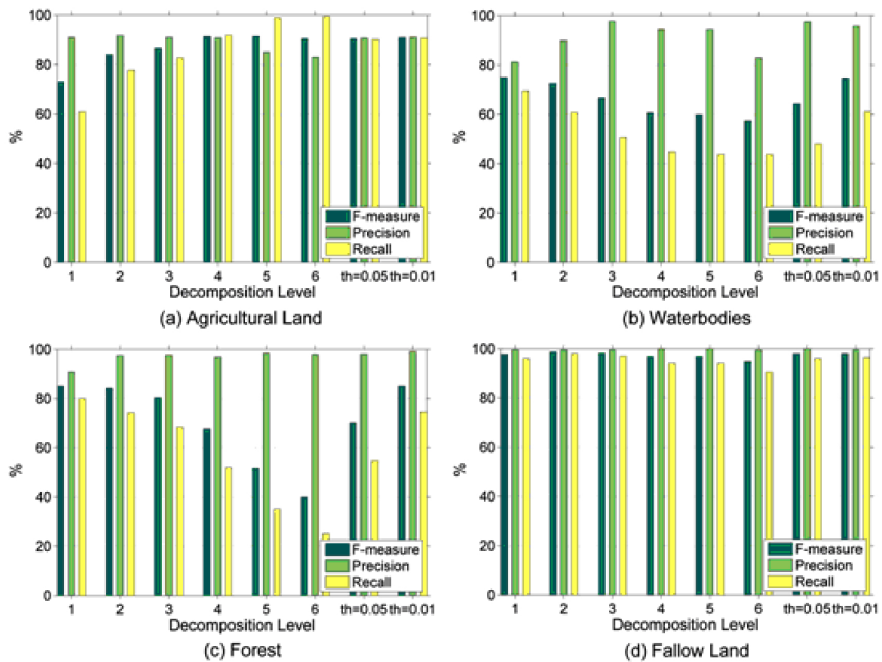 100
80
60
40
20
0
%
F-measure
Precision
Recall
1 2 3 4 5 6 th=0.05 th=0.01
Decomposition Level
(a) Agricultural Land
100
80
60
40
20
0
%
F-measure
Precision
Recall
1 2 3 4 5 6 th=0.05 th=0.01
Decomposition Level
(b) Waterbodies
100
80
60
40
20
0
%
F-measure
Precision
Recall
1 2 3 4 5 6 th=0.05 th=0.01
Decomposition Level
(c) Forest
100
80
60
40
20
0
%
F-measure
Precision
Recall
1 2 3 4 5 6 th=0.05 th=0.01
Decomposition Level
(d) Fallow Land